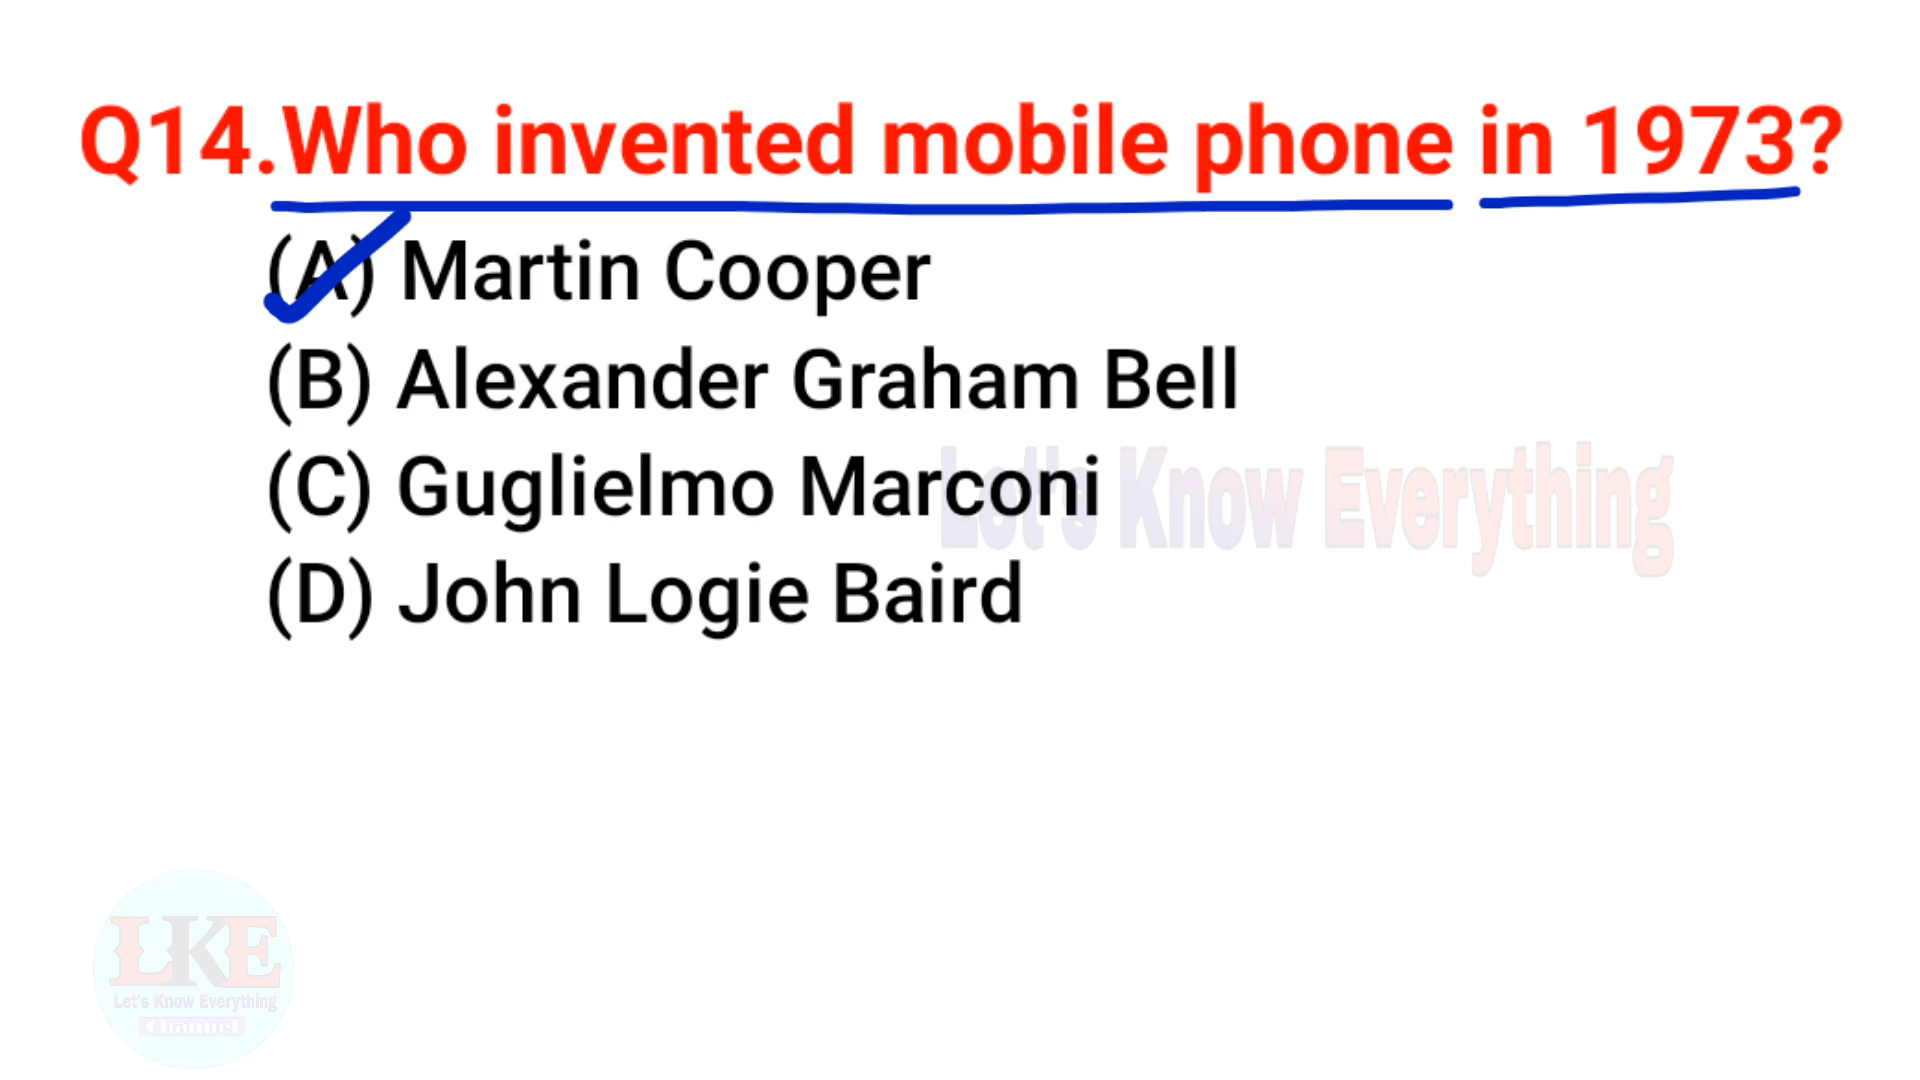 Q14.Who invented mobile phone in 1973?
(A) Martin Cooper
(B) Alexander Graham Bell
(C) Guglielmo Marconi
Let's Know Everything
(D) John Logie Baird
LKE
Let's Know Everything
Channel